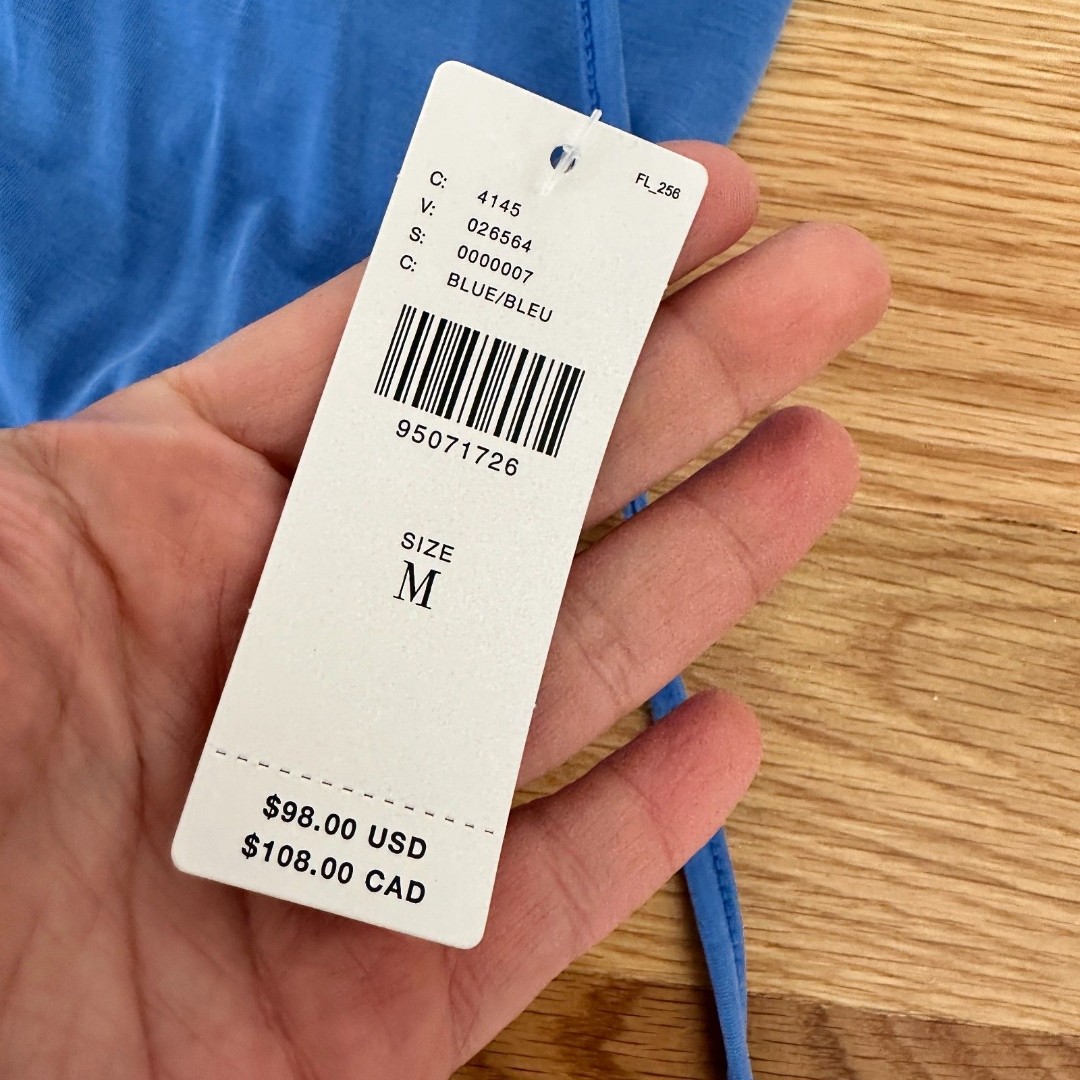 FL_256
C: 4145
V: 026564
S: 0000007
C: BLUE/BLEU
95071726
SIZE
M
$98.00 USD
$108.00 CAD